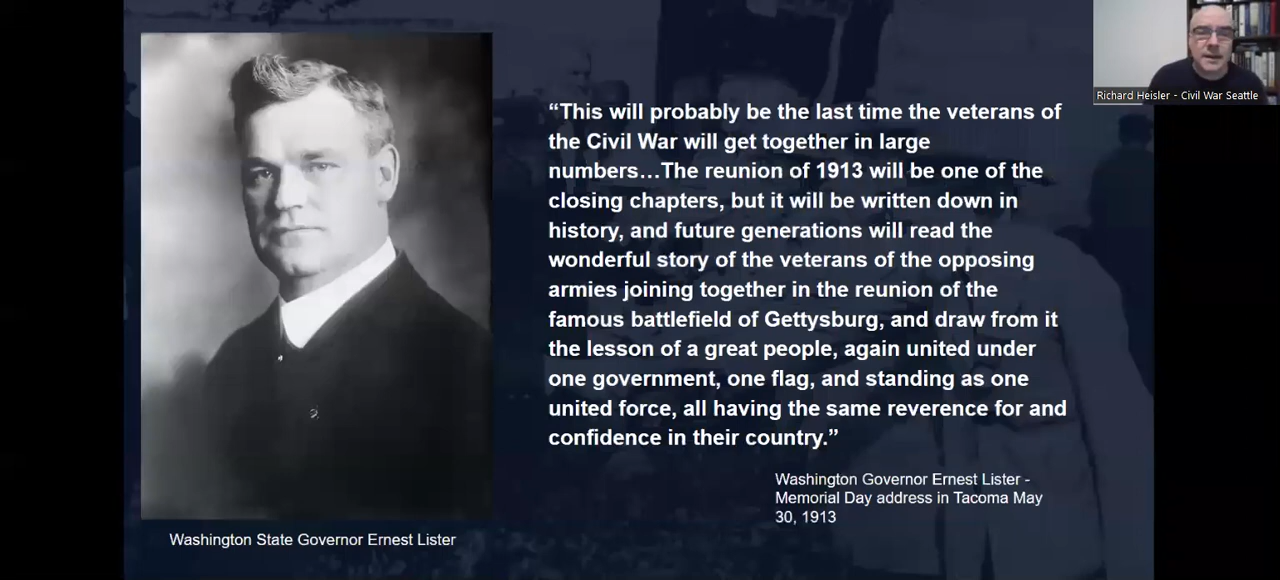 Richard Heisler - Civil War Seattle
“This will probably be the last time the veterans of
the Civil War will get together in large
numbers…The reunion of 1913 will be one of the
closing chapters, but it will be written down in
history, and future generations will read the
wonderful story of the veterans of the opposing
armies joining together in the reunion of the
famous battlefield of Gettysburg, and draw from it
the lesson of a great people, again united under
one government, one flag, and standing as one
united force, all having the same reverence for and
confidence in their country.”
Washington Governor Ernest Lister -
Memorial Day address in Tacoma May
30, 1913
Washington State Governor Ernest Lister